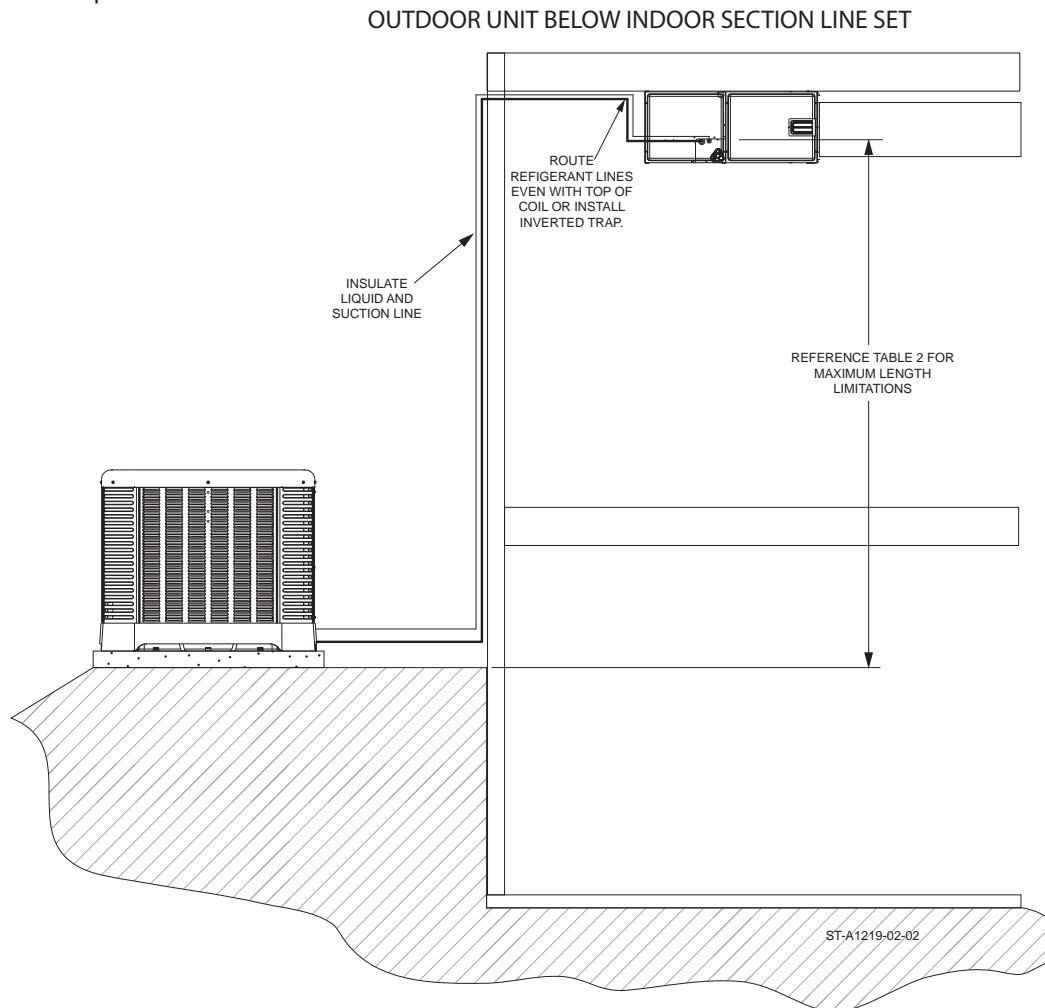 OUTDOOR UNIT BELOW INDOOR SECTION LINE SET
ROUTE
REFIGERANT LINES
EVEN WITH TOP OF
COIL OR INSTALL
INVERTED TRAP.
INSULATE
LIQUID AND
SUCTION LINE
REFERENCE TABLE 2 FOR
MAXIMUM LENGTH
LIMITATIONS
ST-A1219-02-02